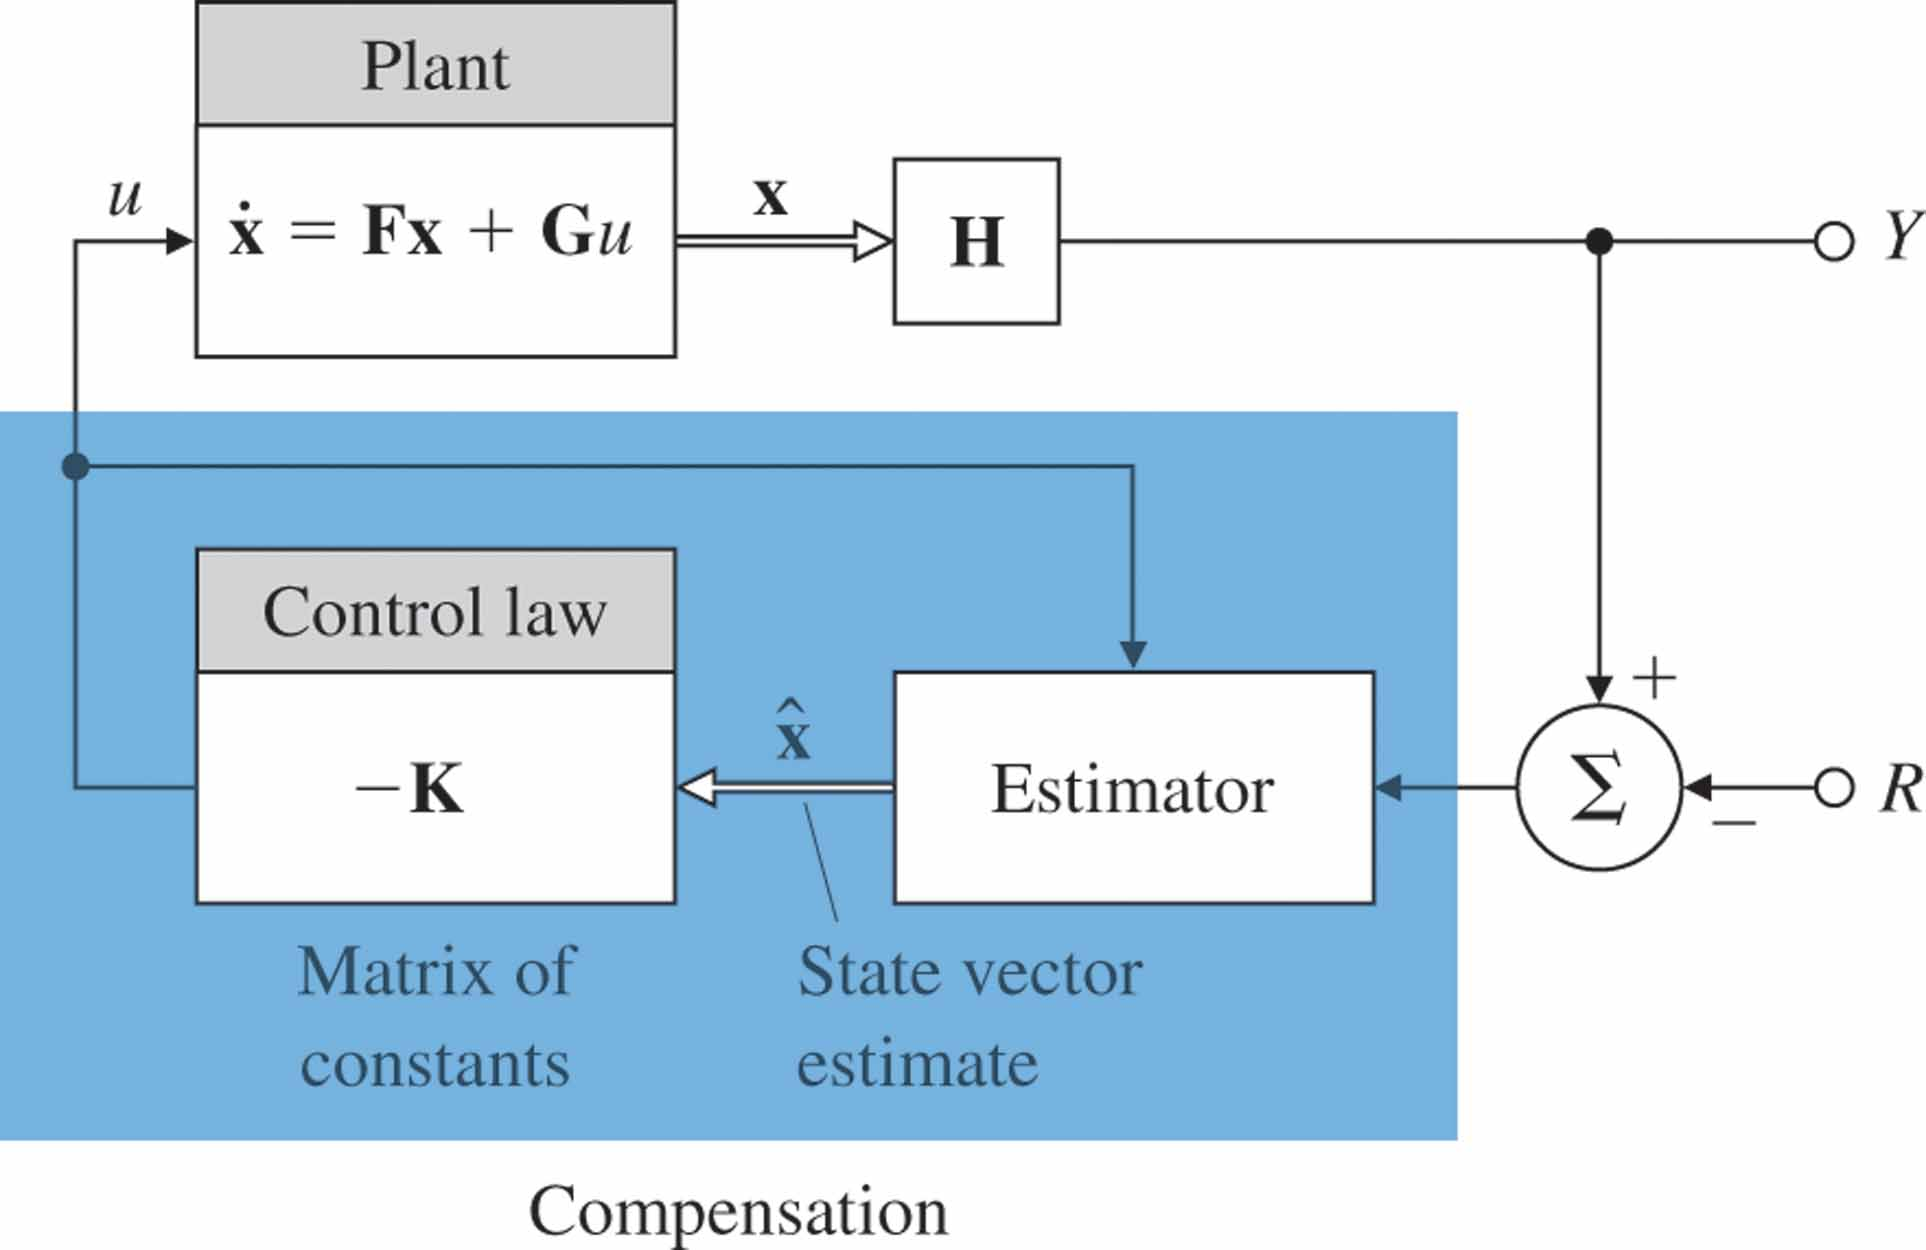 Plant
u
ẋ = Fx + Gu
x
H
Y
Control law
−K
x̂
Estimator
Σ
+
−
R
Matrix of
constants
State vector
estimate
Compensation